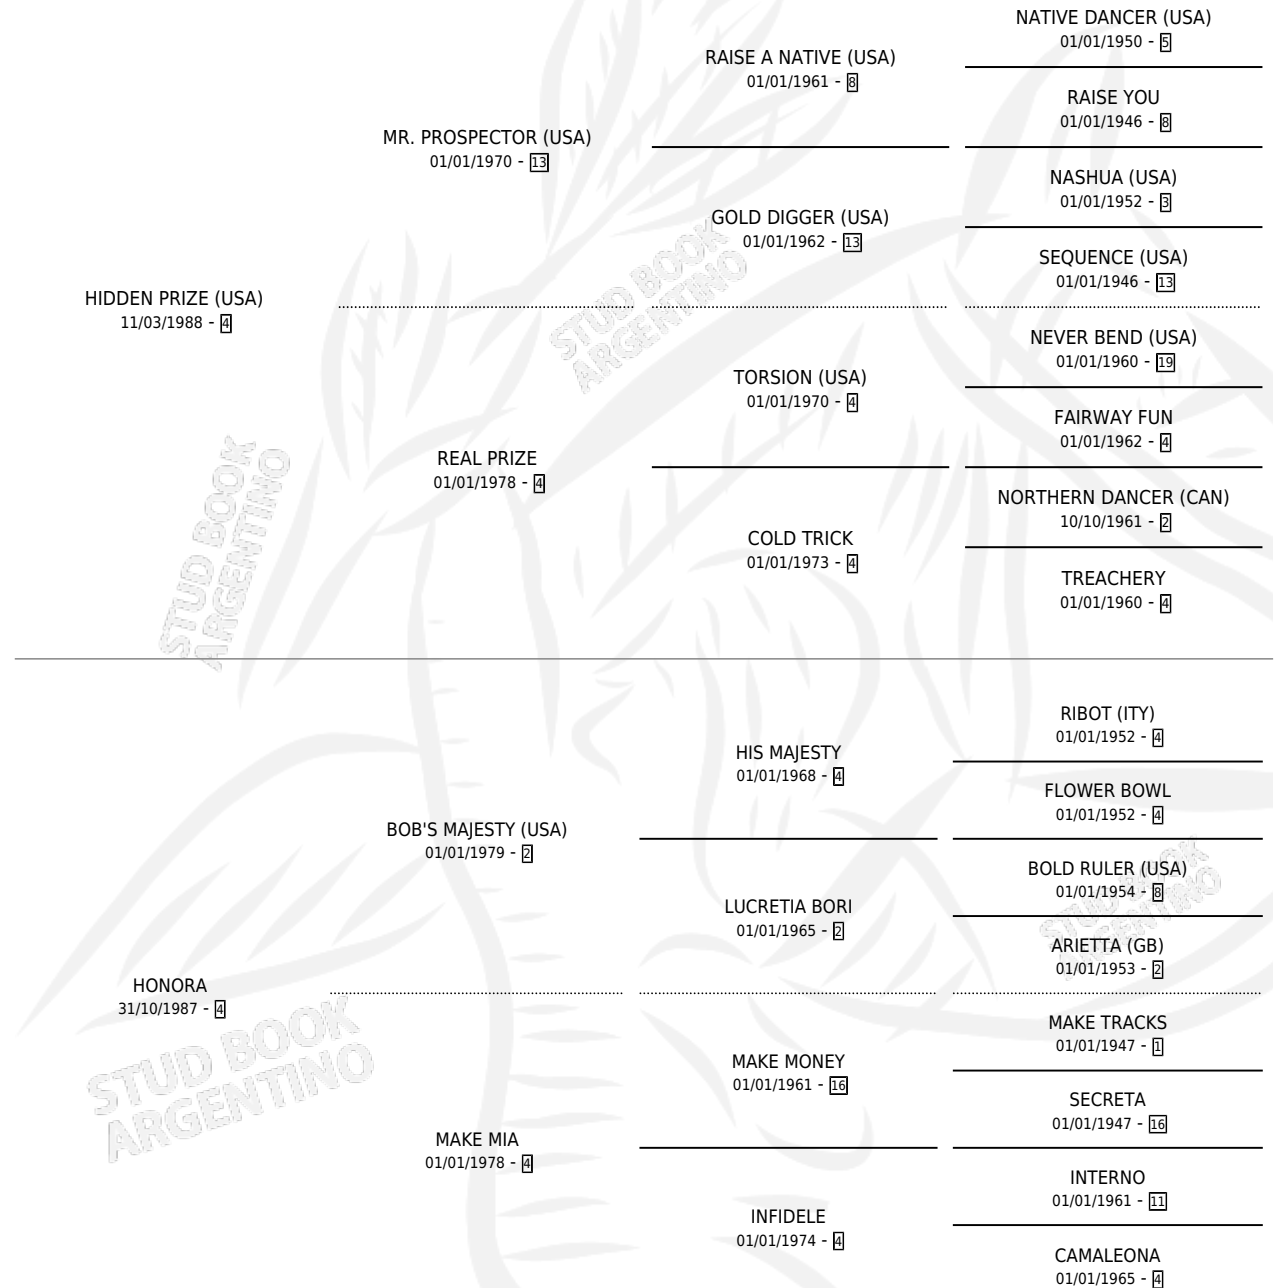 NATIVE DANCER (USA)
01/01/1950 - 5
RAISE A NATIVE (USA)
01/01/1961 - 8
RAISE YOU
01/01/1946 - 8
MR. PROSPECTOR (USA)
01/01/1970 - 13
NASHUA (USA)
01/01/1952 - 3
GOLD DIGGER (USA)
01/01/1962 - 13
SEQUENCE (USA)
01/01/1946 - 13
HIDDEN PRIZE (USA)
11/03/1988 - 4
NEVER BEND (USA)
01/01/1960 - 19
TORSION (USA)
01/01/1970 - 4
FAIRWAY FUN
01/01/1962 - 4
REAL PRIZE
01/01/1978 - 4
NORTHERN DANCER (CAN)
10/10/1961 - 2
COLD TRICK
01/01/1973 - 4
TREACHERY
01/01/1960 - 4
RIBOT (ITY)
01/01/1952 - 4
HIS MAJESTY
01/01/1968 - 4
FLOWER BOWL
01/01/1952 - 4
BOB'S MAJESTY (USA)
01/01/1979 - 2
BOLD RULER (USA)
01/01/1954 - 8
LUCRETIA BORI
01/01/1965 - 2
ARIETTA (GB)
01/01/1953 - 2
HONORA
31/10/1987 - 4
MAKE TRACKS
01/01/1947 - 1
MAKE MONEY
01/01/1961 - 16
SECRETA
01/01/1947 - 16
MAKE MIA
01/01/1978 - 4
INTERNO
01/01/1961 - 11
INFIDELE
01/01/1974 - 4
CAMALEONA
01/01/1965 - 4
STUD BOOK
ARGENTINO
STUD BOOK
ARGENTINO
STUD BOOK
ARGENTINO
STUD BOOK
ARGENTINO